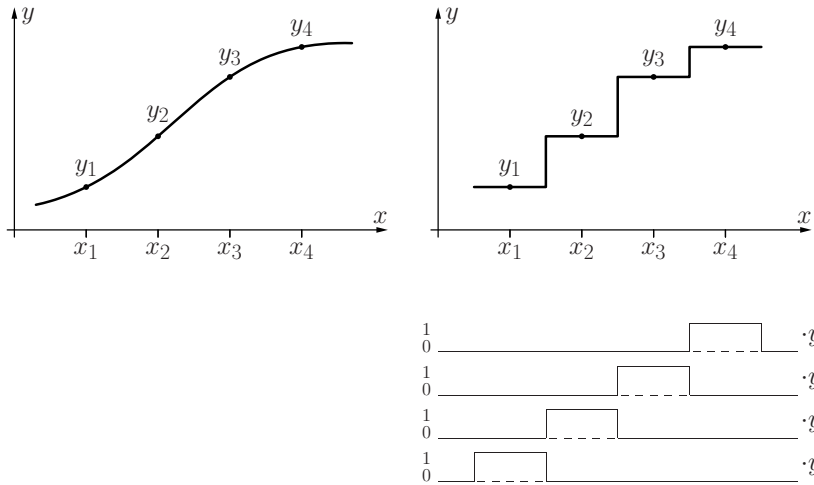 y
y₁
y₂
y₃
y₄
x
x₁
x₂
x₃
x₄
y
y₁
y₂
y₃
y₄
x
x₁
x₂
x₃
x₄
1
0
1
0
1
0
1
0